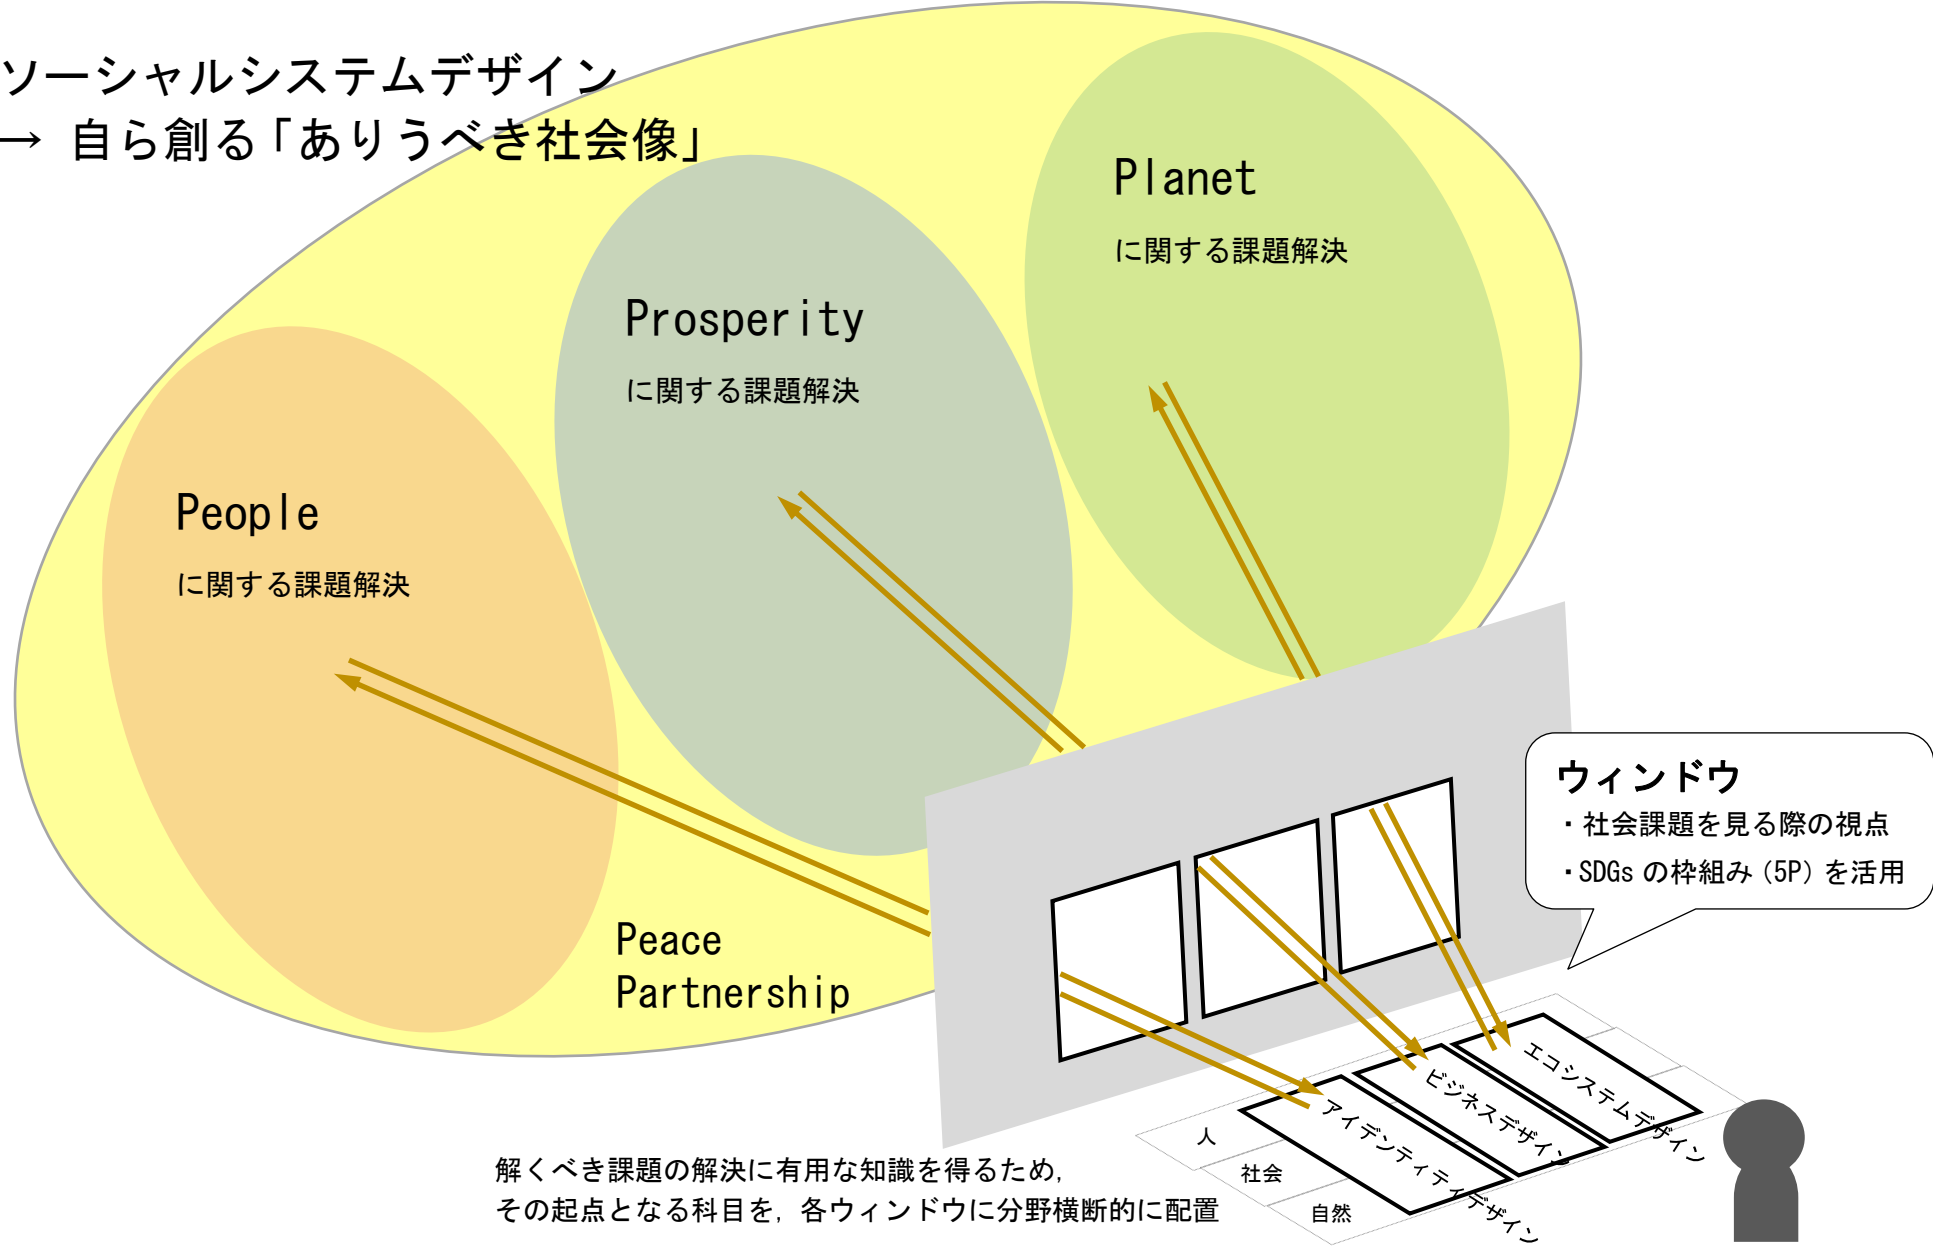 ソーシャルシステムデザイン
→ 自ら創る「ありうべき社会像」
Planet
に関する課題解決
Prosperity
に関する課題解決
People
に関する課題解決
Peace
Partnership
ウィンドウ
・社会課題を見る際の視点
・SDGs の枠組み（5P）を活用
エコシステムデザイン
ビジネスデザイン
アイデンティティデザイン
人
社会
自然
解くべき課題の解決に有用な知識を得るため，
その起点となる科目を，各ウィンドウに分野横断的に配置